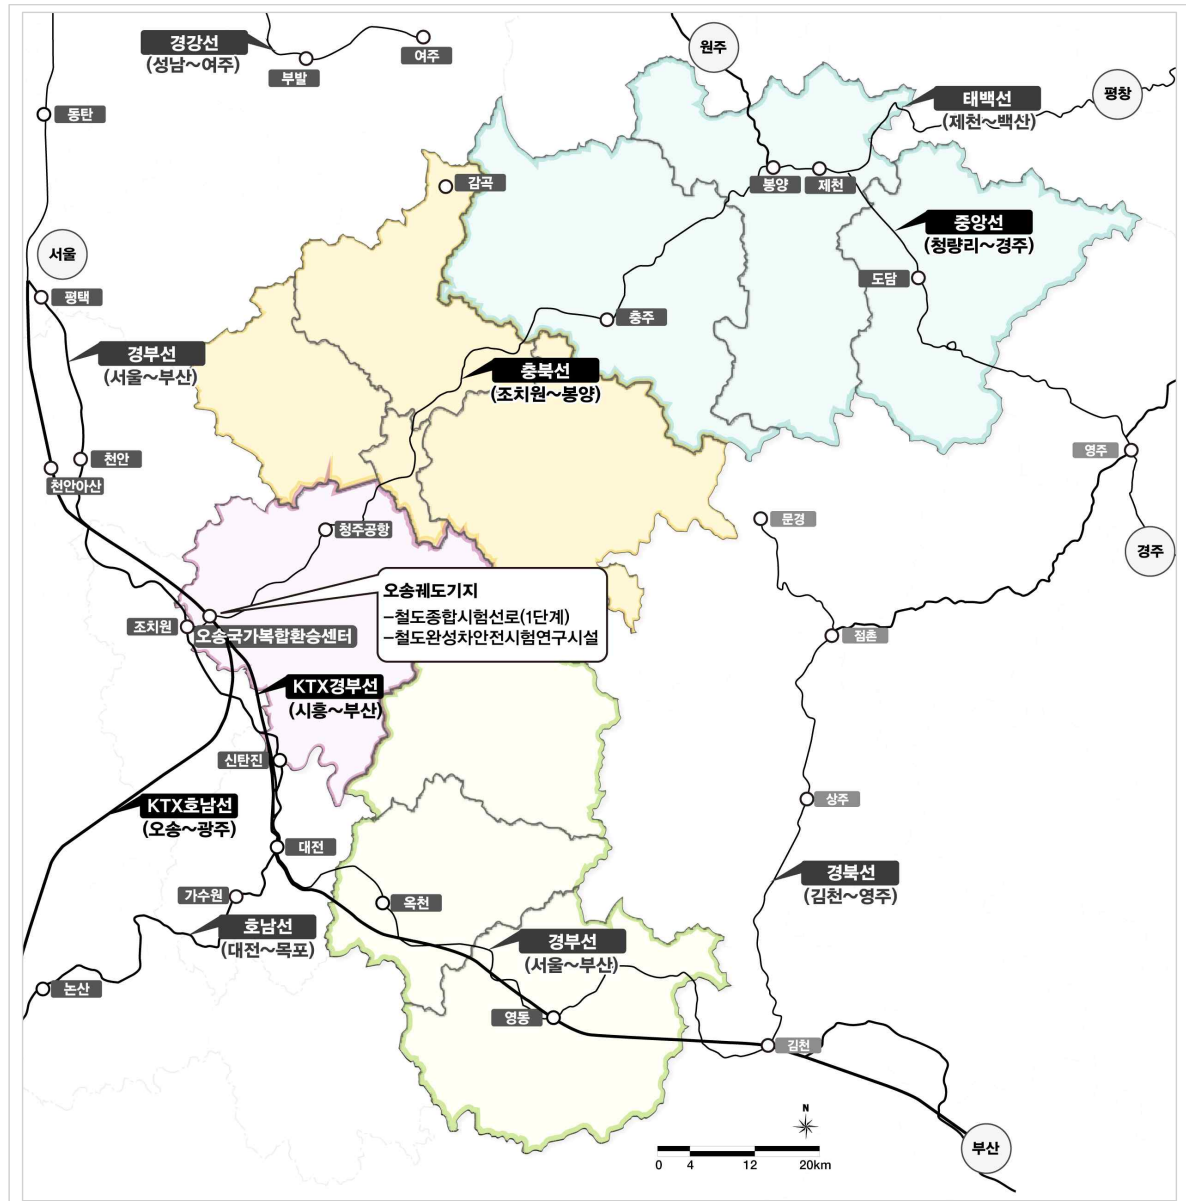 경강선
(성남~여주)
부발
여주
원주
평창
태백선
(제천~백산)
동탄
감곡
봉양
제천
서울
중앙선
(청량리~경주)
도담
평택
충주
경부선
(서울~부산)
충북선
(조치원~봉양)
천안
천안아산
영주
문경
청주공항
경주
오송궤도기지
-철도종합시험선로(1단계)
-철도완성차안전시험연구시설
조치원
오송국가복합환승센터
점촌
KTX경부선
(시흥~부산)
신탄진
KTX호남선
(오송~광주)
상주
대전
경북선
(김천~영주)
가수원
옥천
호남선
(대전~목포)
경부선
(서울~부산)
논산
영동
김천
N
부산
0 4 12 20km